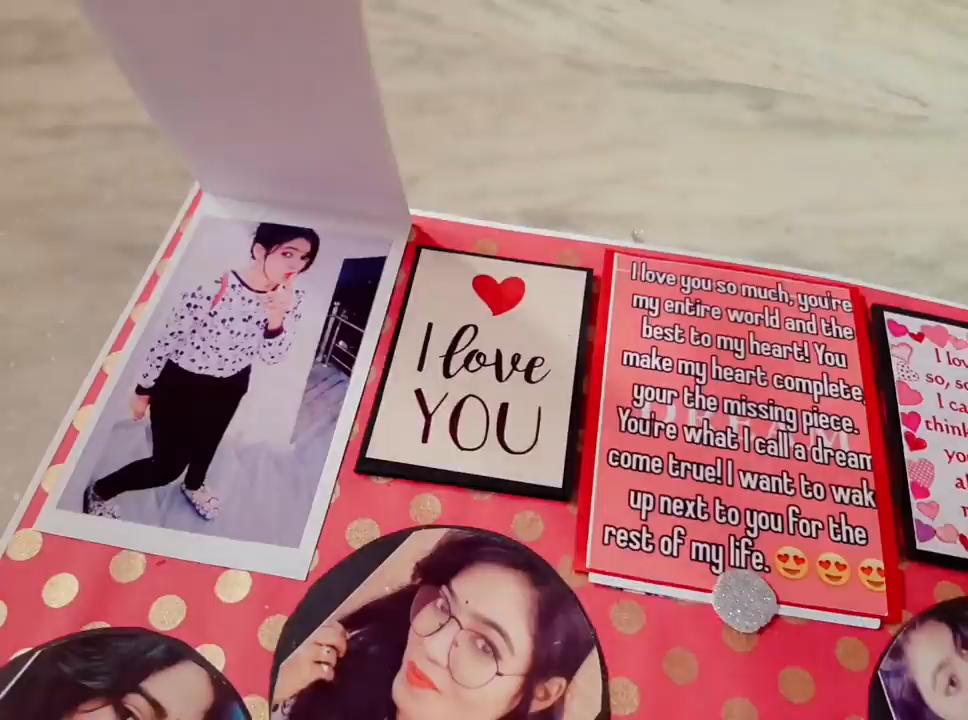 I love
YOU
I love you so much, you're
my entire world and the
best to my heart! You
make my heart complete,
your the missing piece.
You're what I call a dream
come true! I want to wak
up next to you for the
rest of my life. 😍😍😍
DREAM
I lov
so, s
I ca
think
yo
a